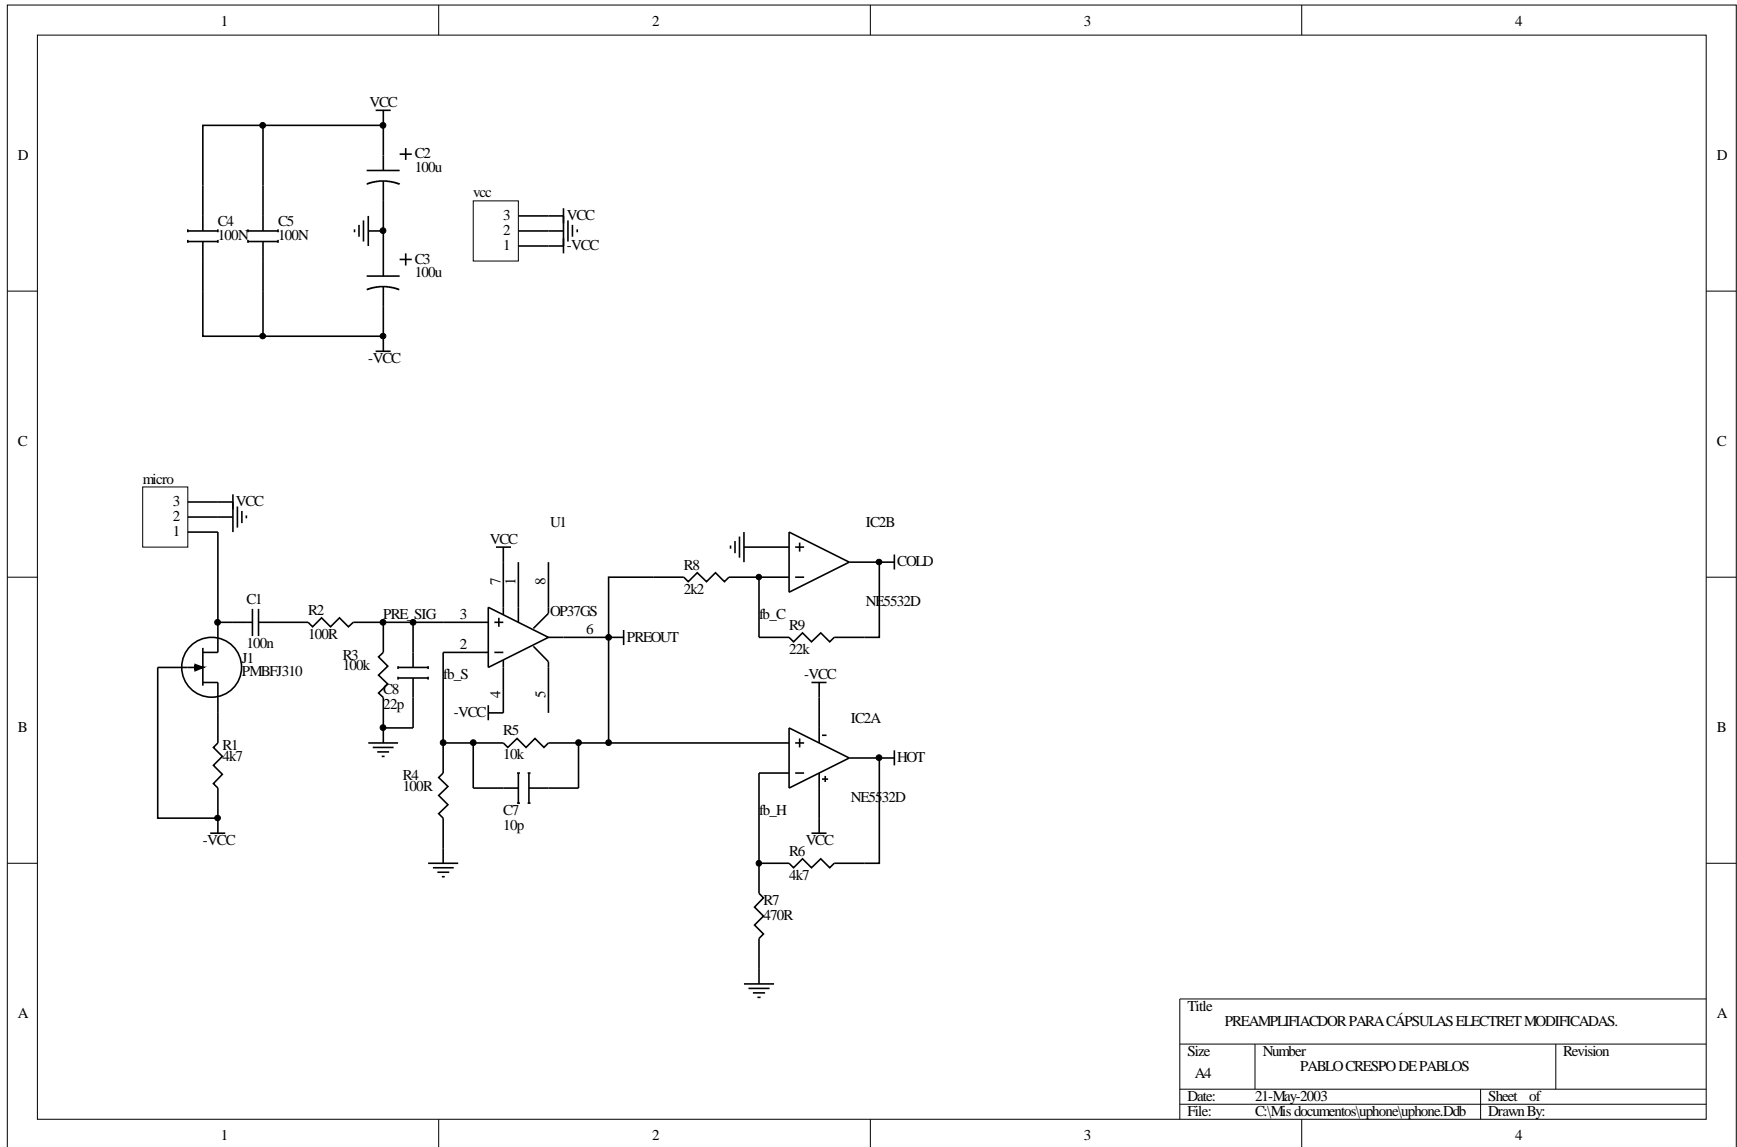 1 2 3 4
D D
VCC
C2
100u
C4
100N
C5
100N
vcc
3 VCC
2
1 -VCC
C3
100u
-VCC
C C
micro
3 VCC
2
1
U1
IC2B
VCC
7
1
8
COLD
R8
2k2
C1
100n
R2
100R
PRE_SIG
3
OP37GS
6
PREOUT
NE5532D
fb_C
R9
22k
2
J1
PMBFJ310
R3
100k
C8
22p
fb_S
4
5
-VCC
-VCC
IC2A
B B
R1
4k7
R5
10k
HOT
R4
100R
C7
10p
NE5532D
fb_H
-VCC
VCC
R6
4k7
R7
470R
A A
Title
PREAMPLIFIACDOR PARA CÁPSULAS ELECTRET MODIFICADAS.
Size Number Revision
A4 PABLO CRESPO DE PABLOS
Date: 21-May-2003 Sheet of
File: C:\Mis documentos\uphone\uphone.Ddb Drawn By:
1 2 3 4